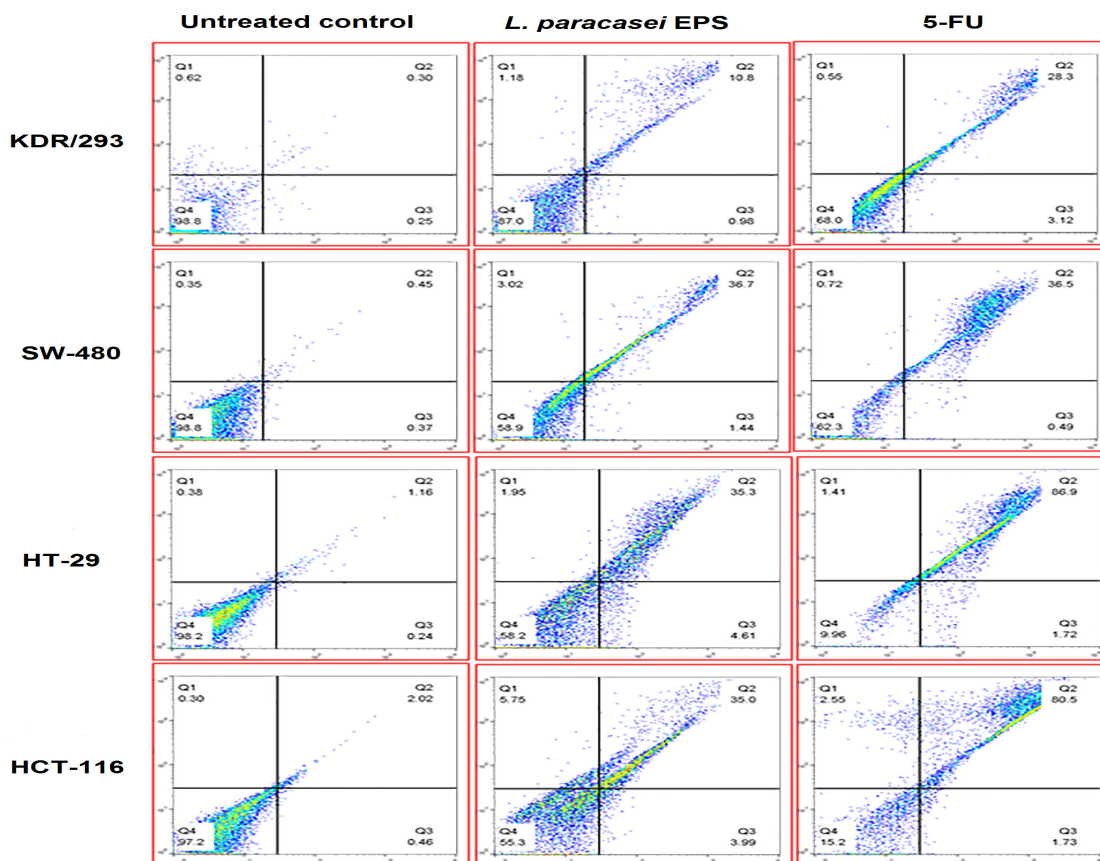 Untreated control L. paracasei EPS 5-FU
KDR/293
Q1 Q2 Q1 Q2 Q1 Q2
0.62 0.30 1.18 10.8 0.55 28.3
Q4 Q3 Q4 Q3 Q4 Q3
98.8 0.25 87.0 0.98 68.0 3.12
SW-480
Q1 Q2 Q1 Q2 Q1 Q2
0.35 0.45 3.02 36.7 0.72 36.5
Q4 Q3 Q4 Q3 Q4 Q3
98.8 0.37 58.9 1.44 62.3 0.49
HT-29
Q1 Q2 Q1 Q2 Q1 Q2
0.38 1.16 1.95 35.3 1.41 86.9
Q4 Q3 Q4 Q3 Q4 Q3
98.2 0.24 58.2 4.61 9.96 1.72
HCT-116
Q1 Q2 Q1 Q2 Q1 Q2
0.30 2.02 5.75 35.0 2.55 80.5
Q4 Q3 Q4 Q3 Q4 Q3
97.2 0.46 55.3 3.99 15.2 1.73